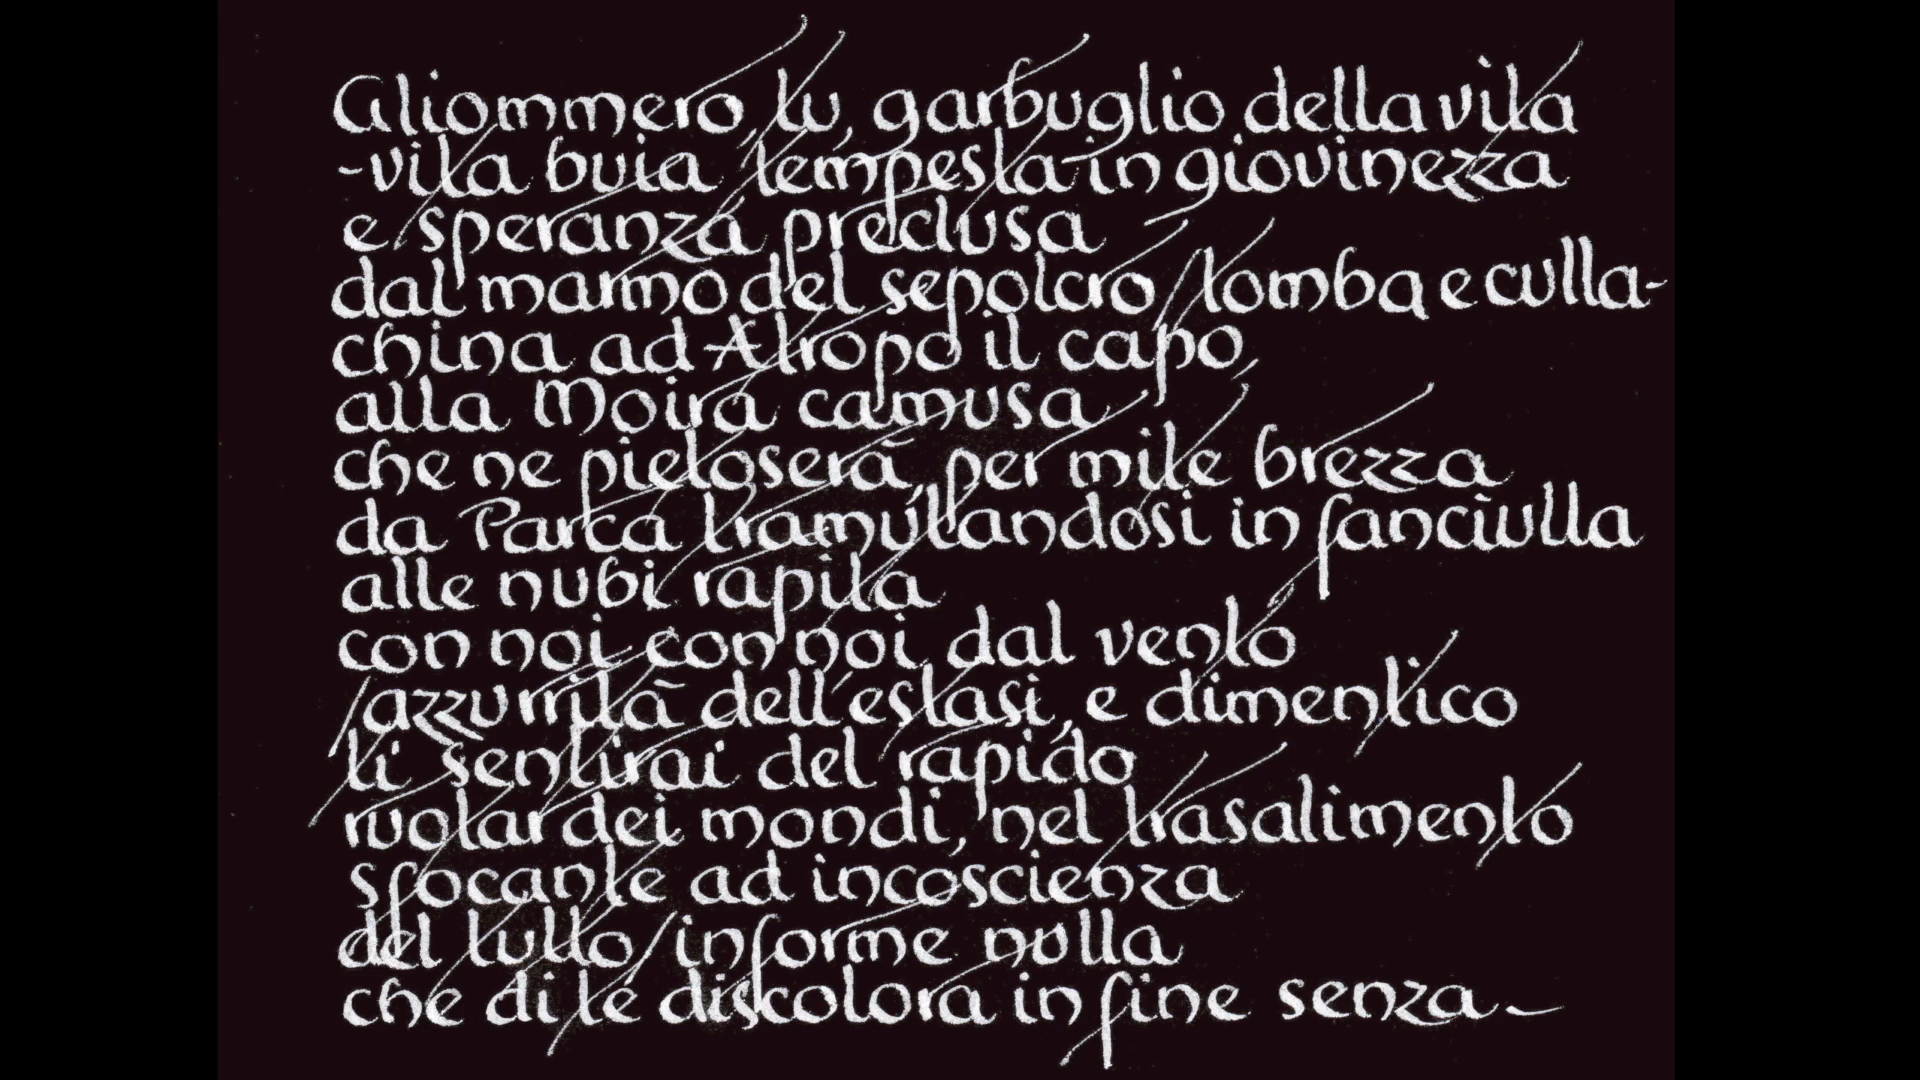 Gliommero, tu, garbuglio della vita
-vita buia, tempesta in giovinezza
e speranza preclusa
dal marmo del sepolcro, tomba e culla-
china ad Atropo il capo,
alla Moira camusa
che ne pietoserà, per mite brezza
da Parca tramutandosi in fanciulla
alle nubi rapita
con noi con noi, dal vento
azzurrità dell'estasi, e dimentico
ti sentirai del rapido
ruotar dei mondi, nel trasalimento
sfocante ad incoscienza
del tutto, informe nulla
che di te discolora in fine senza-